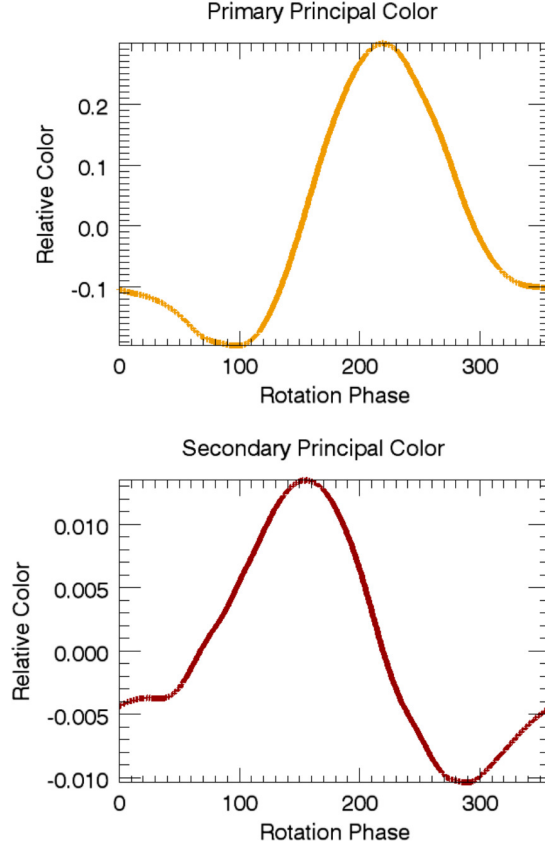 Primary Principal Color
0.2
0.1
0.0
-0.1
Relative Color
0 100 200 300
Rotation Phase
Secondary Principal Color
0.010
0.005
0.000
-0.005
-0.010
Relative Color
0 100 200 300
Rotation Phase